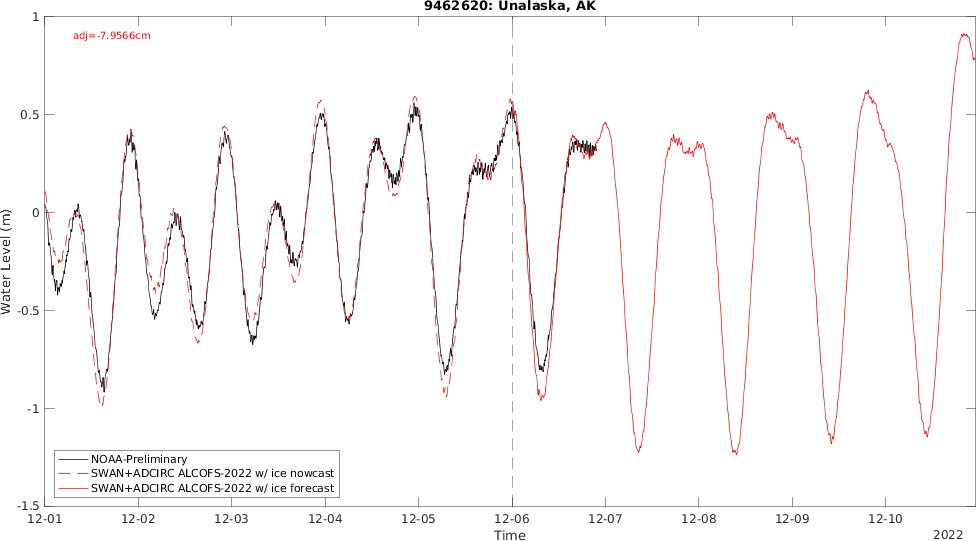 9462620: Unalaska, AK
adj=-7.9566cm
1
0.5
0
-0.5
-1
-1.5
Water Level (m)
NOAA-Preliminary
SWAN+ADCIRC ALCOFS-2022 w/ ice nowcast
SWAN+ADCIRC ALCOFS-2022 w/ ice forecast
12-01 12-02 12-03 12-04 12-05 12-06 12-07 12-08 12-09 12-10
Time
2022